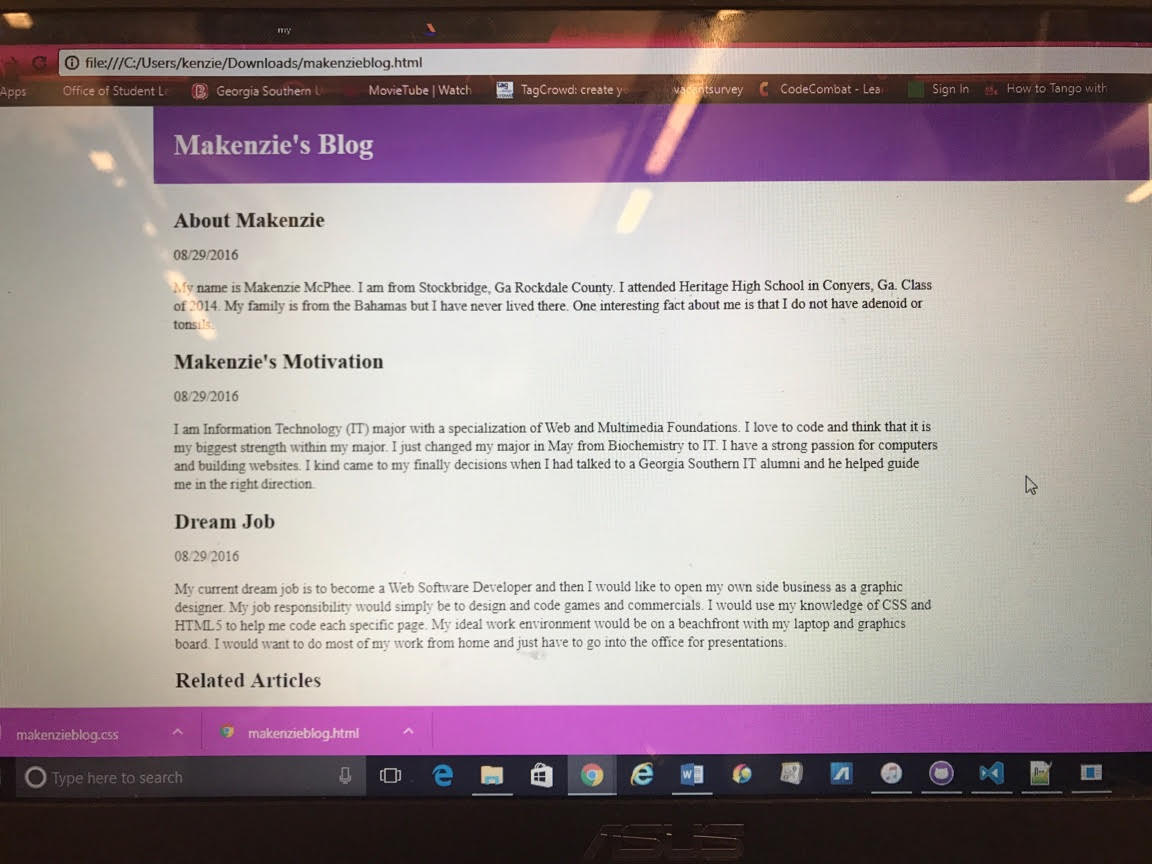 my
file:///C:/Users/kenzie/Downloads/makenzieblog.html
Apps Office of Student Georgia Southern MovieTube | Watch TagCrowd: create CodeCombat - Sign In How to Tango with
Makenzie's Blog
About Makenzie
08/29/2016
My name is Makenzie McPhee. I am from Stockbridge, Ga Rockdale County. I attended Heritage High School in Conyers, Ga. Class
of 2014. My family is from the Bahamas but I have never lived there. One interesting fact about me is that I do not have adenoid or
tonsils.
Makenzie's Motivation
08/29/2016
I am Information Technology (IT) major with a specialization of Web and Multimedia Foundations. I love to code and think that it is
my biggest strength within my major. I just changed my major in May from Biochemistry to IT. I have a strong passion for computers
and building websites. I kind came to my finally decisions when I had talked to a Georgia Southern IT alumni and he helped guide
me in the right direction.
Dream Job
08/29/2016
My current dream job is to become a Web Software Developer and then I would like to open my own side business as a graphic
designer. My job responsibility would simply be to design and code games and commercials. I would use my knowledge of CSS and
HTML5 to help me code each specific page. My ideal work environment would be on a beachfront with my laptop and graphics
board. I would want to do most of my work from home and just have to go into the office for presentations.
Related Articles
makenzieblog.css makenzieblog.html
Type here to search
ASUS